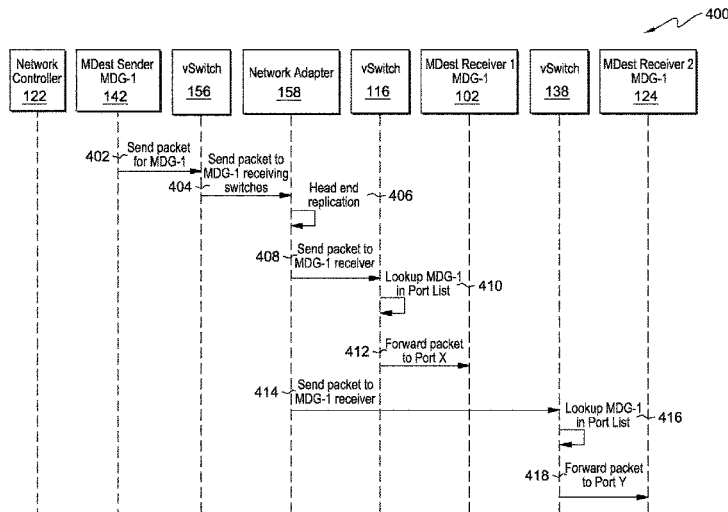 400
Network
Controller
122
MDest Sender
MDG-1
142
vSwitch
156
Network Adapter
158
vSwitch
116
MDest Receiver 1
MDG-1
102
vSwitch
138
MDest Receiver 2
MDG-1
124
402
Send packet
for MDG-1
404
Send packet to
MDG-1 receiving
switches
Head end
replication
406
408
Send packet to
MDG-1 receiver
Lookup MDG-1
in Port List
410
412
Forward packet
to Port X
414
Send packet to
MDG-1 receiver
Lookup MDG-1
in Port List
416
418
Forward packet
to Port Y